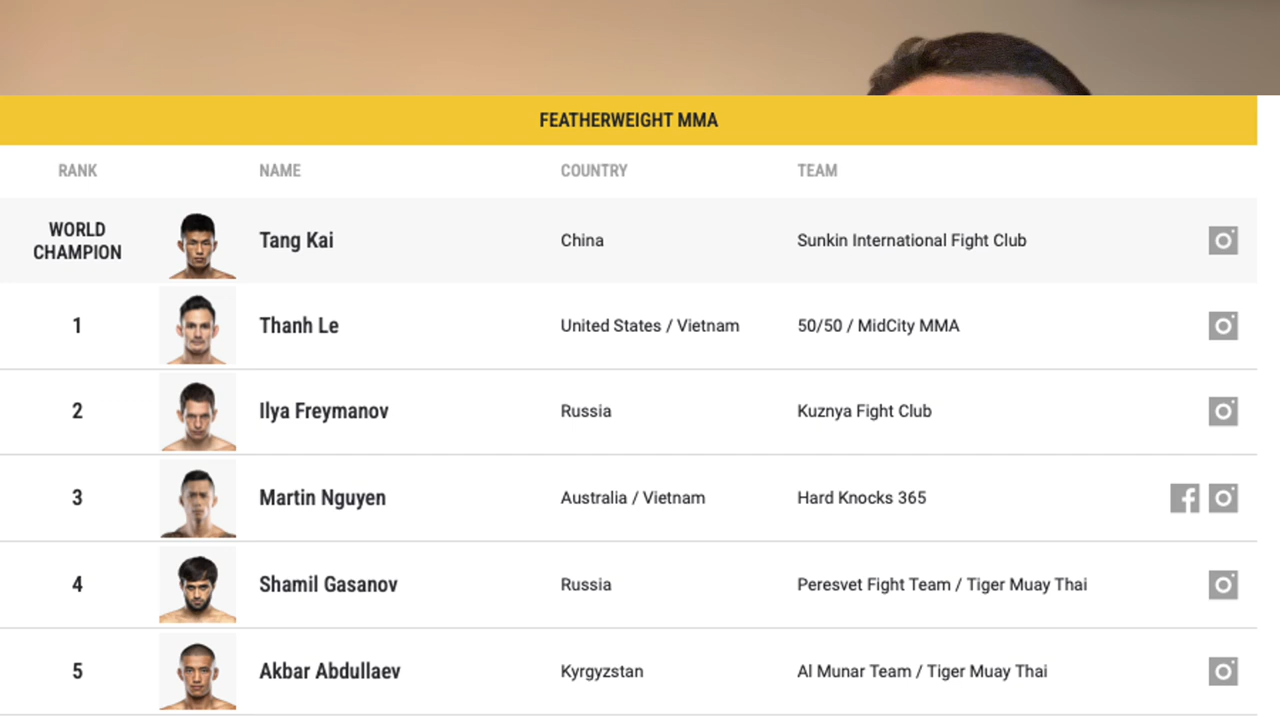 FEATHERWEIGHT MMA
RANK NAME COUNTRY TEAM
WORLD CHAMPION Tang Kai China Sunkin International Fight Club
1 Thanh Le United States / Vietnam 50/50 / MidCity MMA
2 Ilya Freymanov Russia Kuznya Fight Club
3 Martin Nguyen Australia / Vietnam Hard Knocks 365
4 Shamil Gasanov Russia Peresvet Fight Team / Tiger Muay Thai
5 Akbar Abdullaev Kyrgyzstan Al Munar Team / Tiger Muay Thai